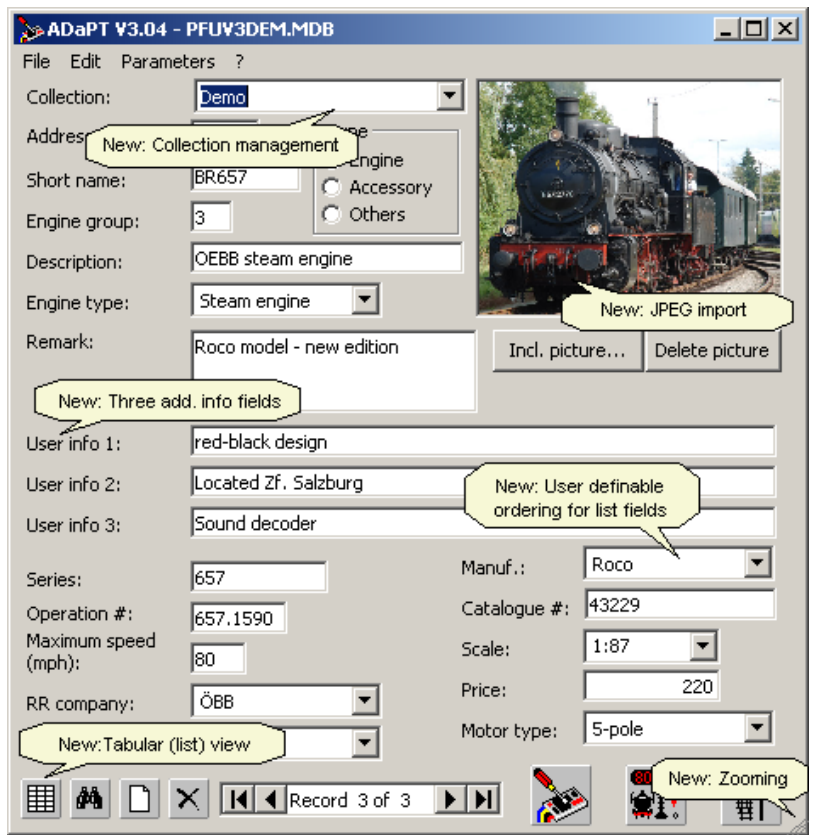 ADaPT V3.04 - PFUV3DEM.MDB
File Edit Parameters ?
Collection: Demo
Addres
New: Collection management
Engine
Short name: BR657
Accessory
Engine group: 3
Others
Description: OEBB steam engine
Engine type: Steam engine
New: JPEG import
Remark: Roco model - new edition
Incl. picture... Delete picture
New: Three add. info fields
User info 1: red-black design
User info 2: Located Zf. Salzburg
New: User definable
ordering for list fields
User info 3: Sound decoder
Series: 657
Manuf.: Roco
Operation #: 657.1590
Catalogue #: 43229
Maximum speed
(mph): 80
Scale: 1:87
RR company: ÖBB
Price: 220
New:Tabular (list) view
Motor type: 5-pole
Record 3 of 3
80
New: Zooming